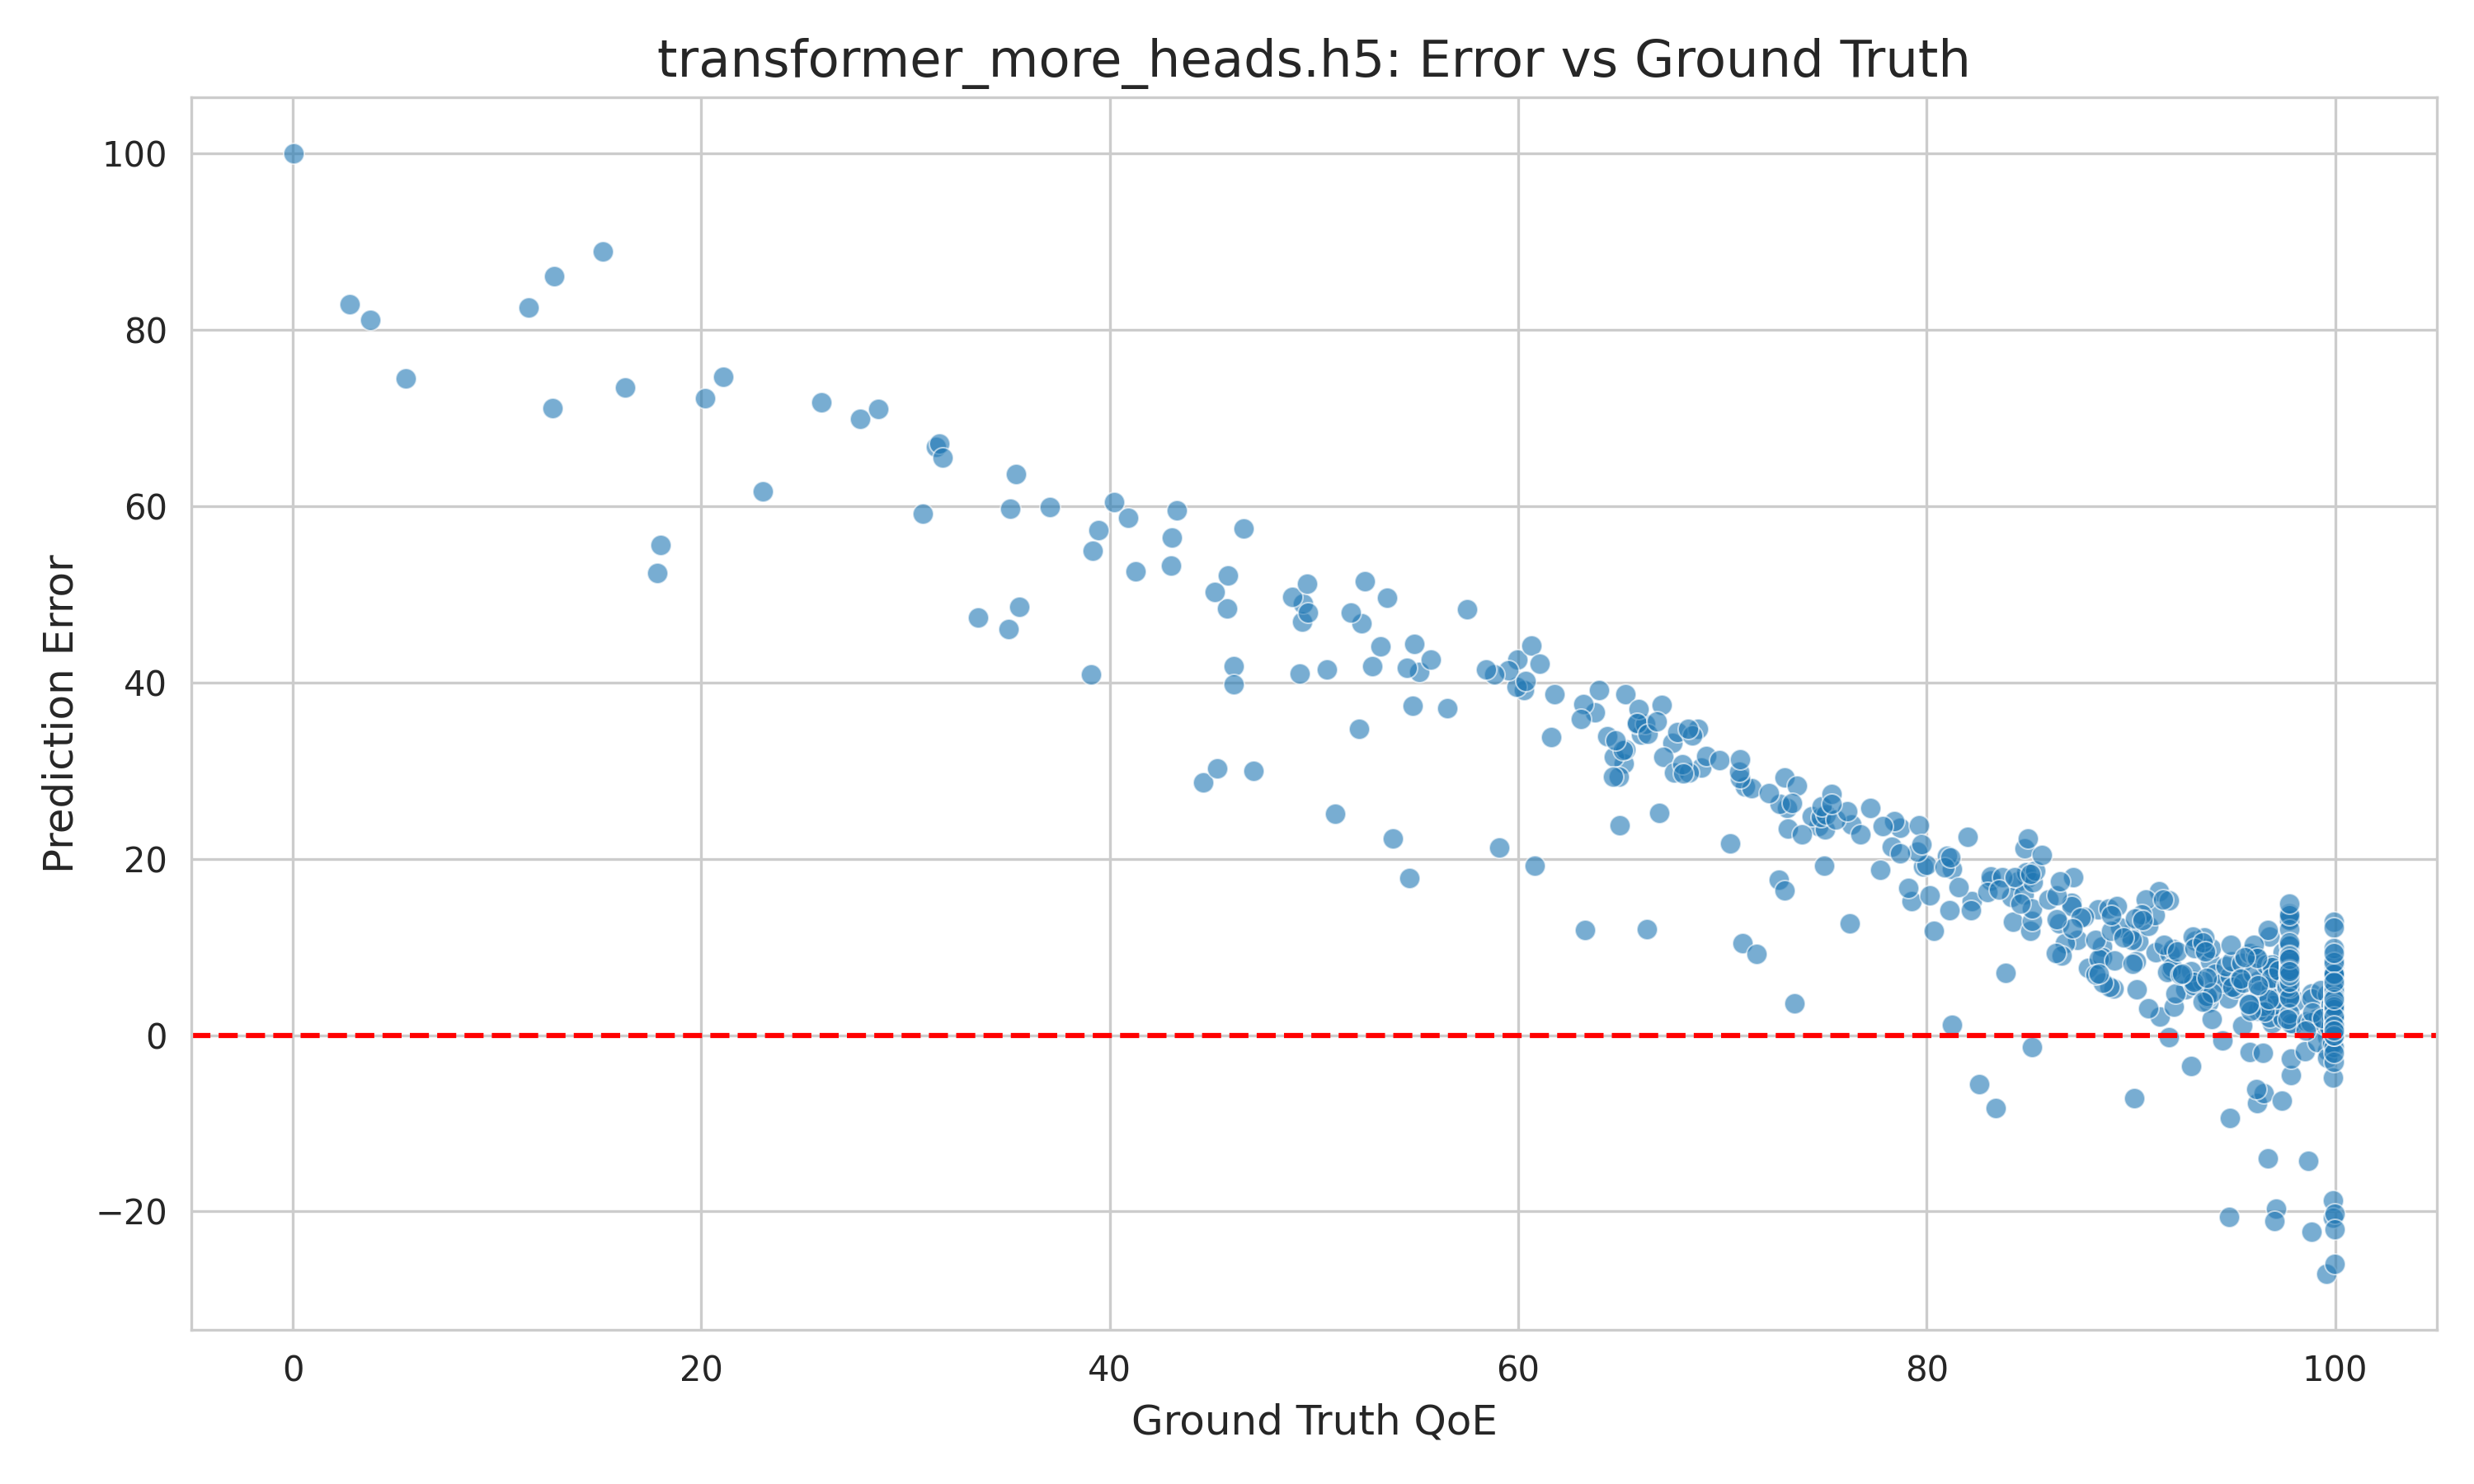 transformer_more_heads.h5: Error vs Ground Truth
Prediction Error
100
80
60
40
20
0
−20
0 20 40 60 80 100
Ground Truth QoE